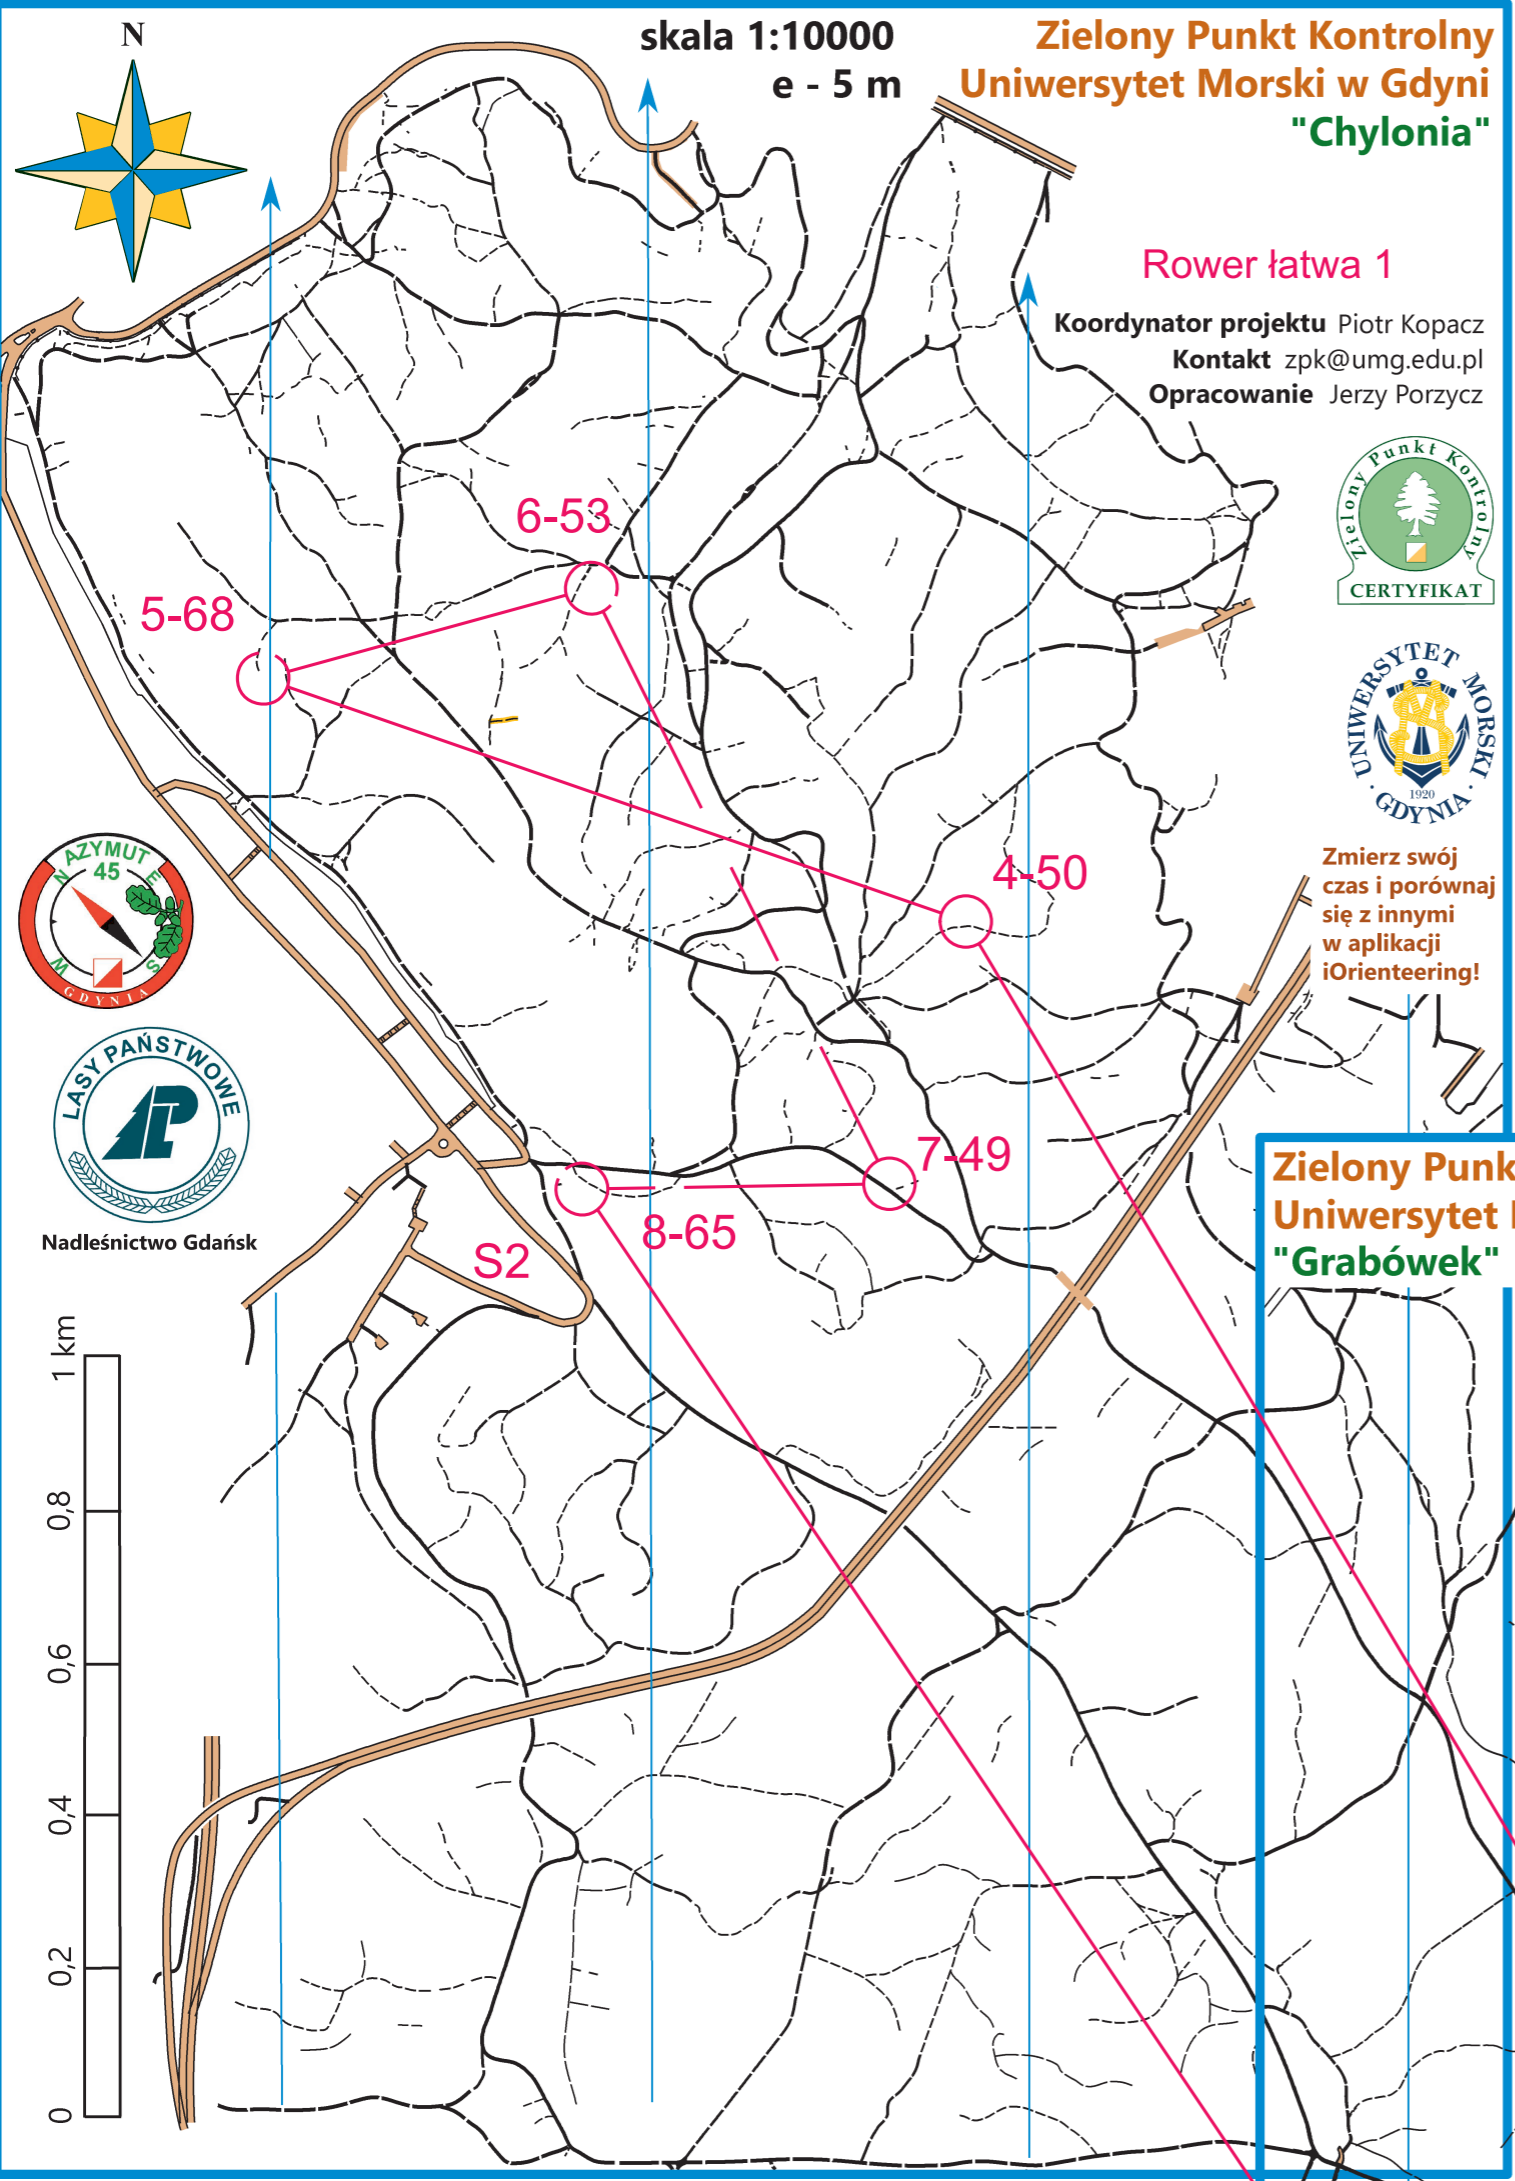 N
skala 1:10000
e - 5 m
Zielony Punkt Kontrolny
Uniwersytet Morski w Gdyni
"Chylonia"
Rower łatwa 1
Koordynator projektu Piotr Kopacz
Kontakt zpk@umg.edu.pl
Opracowanie Jerzy Porzycz
Zielony Punkt Kontrolny
CERTYFIKAT
6-53
5-68
UNIWERSYTET MORSKI
1920
· GDYNIA ·
AZYMUT
45
N E
W S
GDYNIA
4-50
Zmierz swój
czas i porównaj
się z innymi
w aplikacji
iOrienteering!
LASY PAŃSTWOWE
LP
Nadleśnictwo Gdańsk
7-49
8-65
S2
Zielony Punk
Uniwersytet
"Grabówek"
1 km
0,8
0,6
0,4
0,2
0